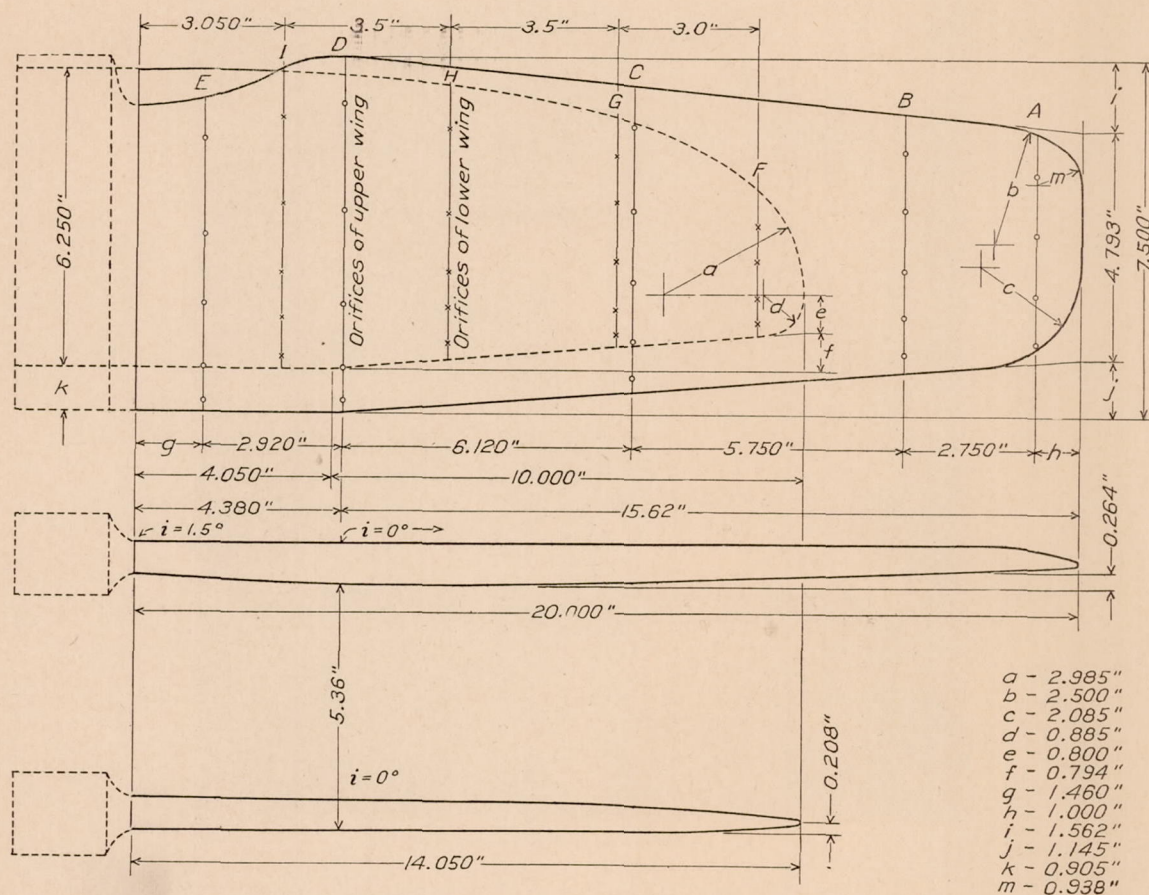 3.050"
3.5"
3.5"
3.0"
I
D
E
H
C
G
B
A
F
i
m
b
6.250"
Orifices of upper wing
Orifices of lower wing
4.793"
7.500"
a
c
d
e
f
k
j
g
2.920"
6.120"
5.750"
2.750"
h
4.050"
10.000"
4.380"
15.62"
0.264"
i=1.5°
i=0°
20.000"
5.36"
i=0°
0.208"
14.050"
a - 2.985"
b - 2.500"
c - 2.085"
d - 0.885"
e - 0.800"
f - 0.794"
g - 1.460"
h - 1.000"
i - 1.562"
j - 1.145"
k - 0.905"
m - 0.938"